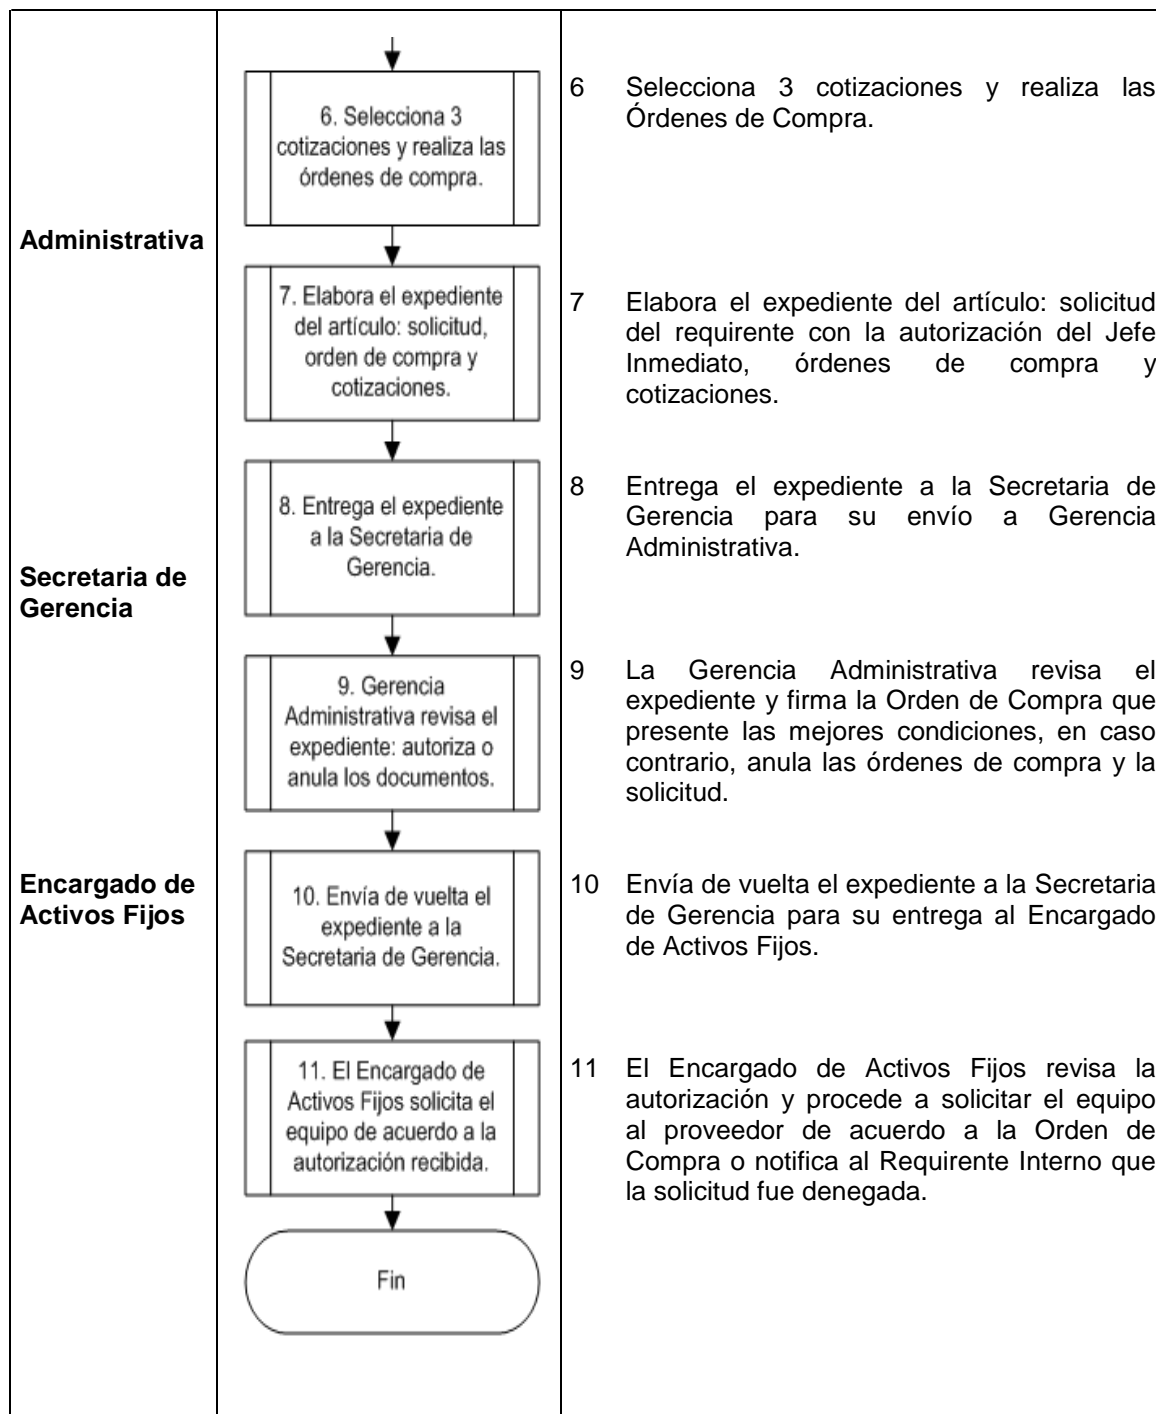 6. Selecciona 3
cotizaciones y realiza las
órdenes de compra.
6 Selecciona 3 cotizaciones y realiza las
Órdenes de Compra.
Administrativa
7. Elabora el expediente
del artículo: solicitud,
orden de compra y
cotizaciones.
7 Elabora el expediente del artículo: solicitud
del requirente con la autorización del Jefe
Inmediato, órdenes de compra y
cotizaciones.
8. Entrega el expediente
a la Secretaria de
Gerencia.
8 Entrega el expediente a la Secretaria de
Gerencia para su envío a Gerencia
Administrativa.
Secretaria de
Gerencia
9. Gerencia
Administrativa revisa el
expediente: autoriza o
anula los documentos.
9 La Gerencia Administrativa revisa el
expediente y firma la Orden de Compra que
presente las mejores condiciones, en caso
contrario, anula las órdenes de compra y la
solicitud.
Encargado de
Activos Fijos
10. Envía de vuelta el
expediente a la
Secretaria de Gerencia.
10 Envía de vuelta el expediente a la Secretaria
de Gerencia para su entrega al Encargado
de Activos Fijos.
11. El Encargado de
Activos Fijos solicita el
equipo de acuerdo a la
autorización recibida.
11 El Encargado de Activos Fijos revisa la
autorización y procede a solicitar el equipo
al proveedor de acuerdo a la Orden de
Compra o notifica al Requirente Interno que
la solicitud fue denegada.
Fin